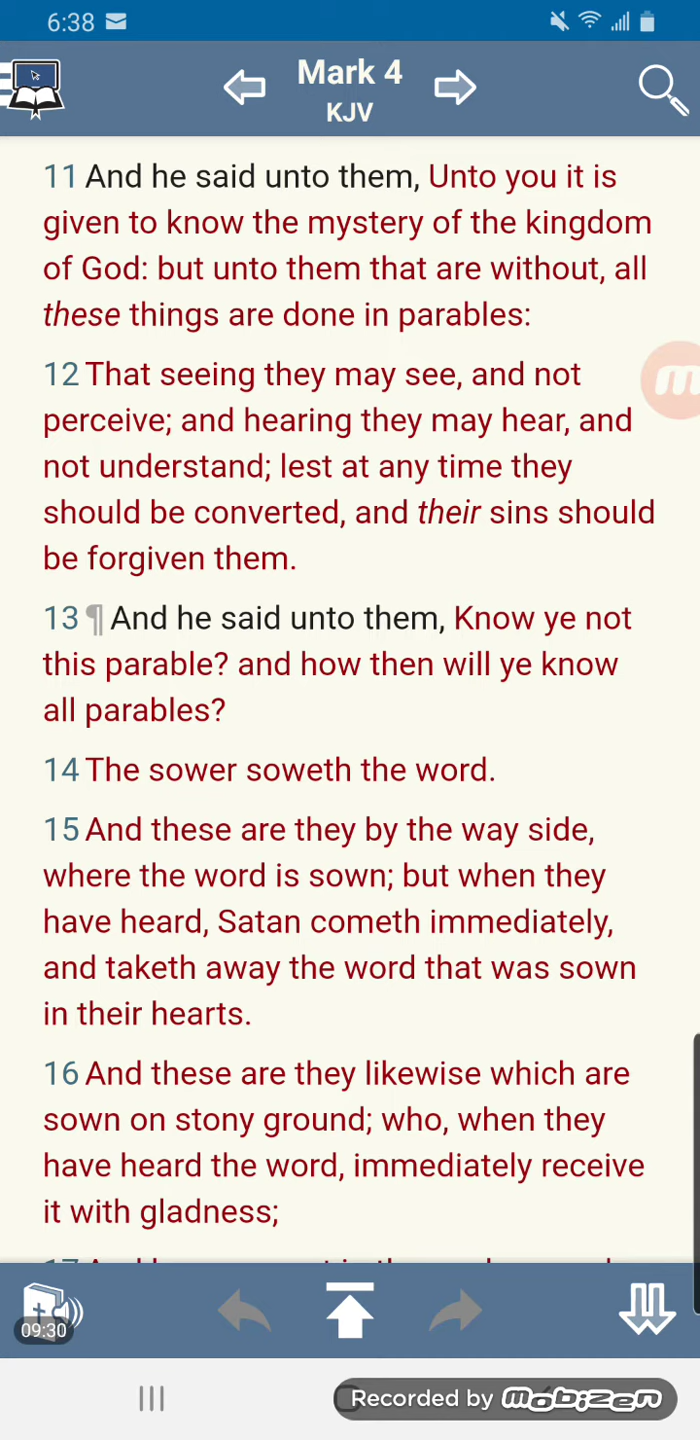 6:38
Mark 4
KJV
11 And he said unto them, Unto you it is
given to know the mystery of the kingdom
of God: but unto them that are without, all
these things are done in parables:
12 That seeing they may see, and not
perceive; and hearing they may hear, and
not understand; lest at any time they
should be converted, and their sins should
be forgiven them.
13 ¶ And he said unto them, Know ye not
this parable? and how then will ye know
all parables?
14 The sower soweth the word.
15 And these are they by the way side,
where the word is sown; but when they
have heard, Satan cometh immediately,
and taketh away the word that was sown
in their hearts.
16 And these are they likewise which are
sown on stony ground; who, when they
have heard the word, immediately receive
it with gladness;
09:30
Recorded by mobizen